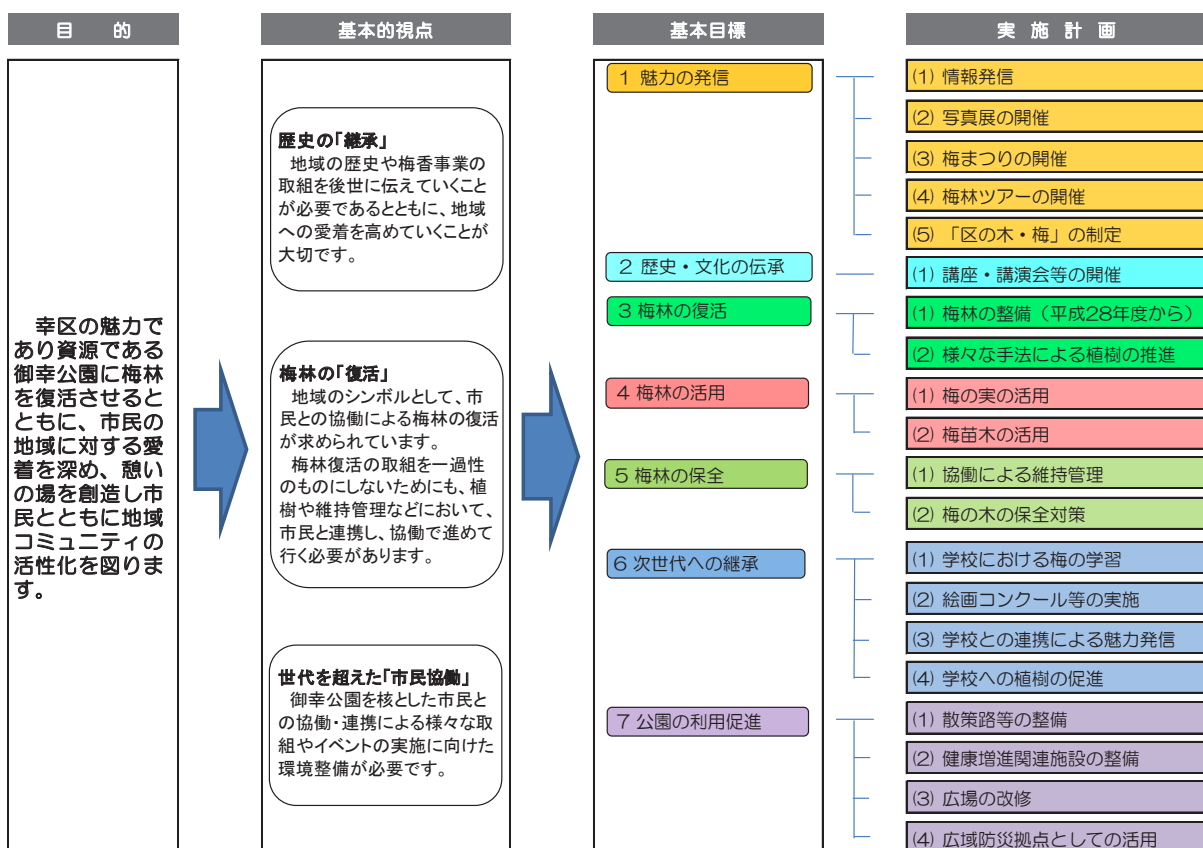 目　的
基本的視点
基本目標
実 施 計 画
幸区の魅力で
あり資源である
御幸公園に梅林
を復活させると
ともに、市民の
地域に対する愛
着を深め、憩い
の場を創造し市
民とともに地域
コミュニティの
活性化を図りま
す。
歴史の「継承」
地域の歴史や梅香事業の
取組を後世に伝えていくこと
が必要であるとともに、地域
への愛着を高めていくことが
大切です。
梅林の「復活」
地域のシンボルとして、市
民との協働による梅林の復活
が求められています。
梅林復活の取組を一過性
のものにしないためにも、植
樹や維持管理などにおいて、
市民と連携し、協働で進めて
行く必要があります。
世代を超えた「市民協働」
御幸公園を核とした市民と
の協働・連携による様々な取
組やイベントの実施に向けた
環境整備が必要です。
1 魅力の発信
2 歴史・文化の伝承
3 梅林の復活
4 梅林の活用
5 梅林の保全
6 次世代への継承
7 公園の利用促進
(1) 情報発信
(2) 写真展の開催
(3) 梅まつりの開催
(4) 梅林ツアーの開催
(5) 「区の木・梅」の制定
(1) 講座・講演会等の開催
(1) 梅林の整備（平成28年度から）
(2) 様々な手法による植樹の推進
(1) 梅の実の活用
(2) 梅苗木の活用
(1) 協働による維持管理
(2) 梅の木の保全対策
(1) 学校における梅の学習
(2) 絵画コンクール等の実施
(3) 学校との連携による魅力発信
(4) 学校への植樹の促進
(1) 散策路等の整備
(2) 健康増進関連施設の整備
(3) 広場の改修
(4) 広域防災拠点としての活用